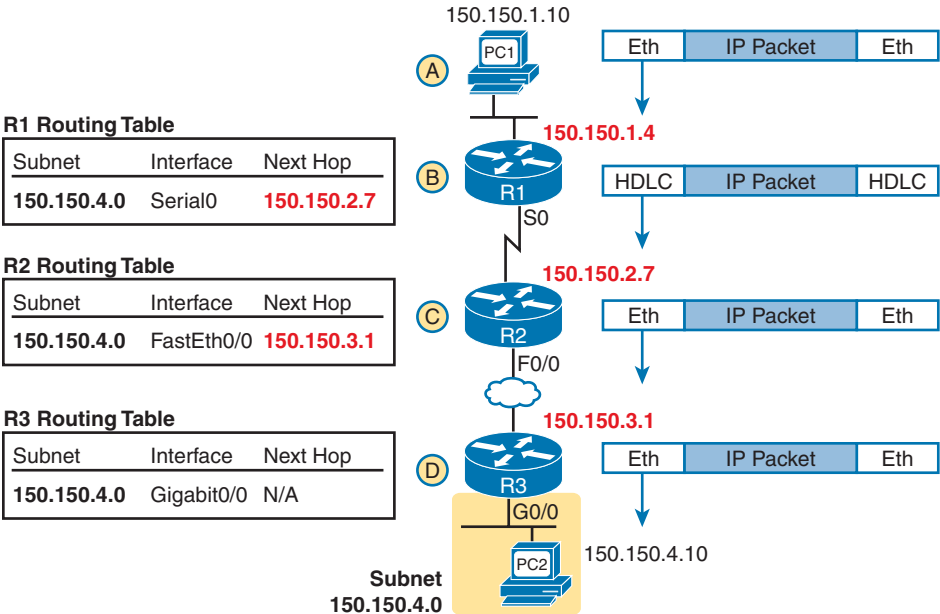 150.150.1.10
PC1
A
Eth IP Packet Eth
150.150.1.4
R1 Routing Table
Subnet Interface Next Hop
150.150.4.0 Serial0 150.150.2.7
B
R1
HDLC IP Packet HDLC
S0
150.150.2.7
R2 Routing Table
Subnet Interface Next Hop
150.150.4.0 FastEth0/0 150.150.3.1
C
R2
Eth IP Packet Eth
F0/0
150.150.3.1
R3 Routing Table
Subnet Interface Next Hop
150.150.4.0 Gigabit0/0 N/A
D
R3
Eth IP Packet Eth
G0/0
PC2
150.150.4.10
Subnet
150.150.4.0